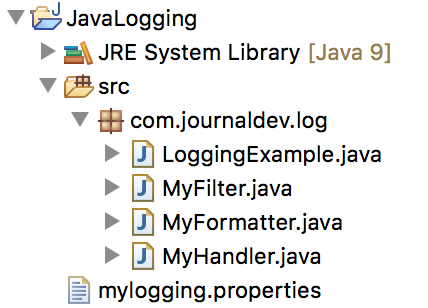 JavaLogging
JRE System Library [Java 9]
src
com.journaldev.log
LoggingExample.java
MyFilter.java
MyFormatter.java
MyHandler.java
mylogging.properties